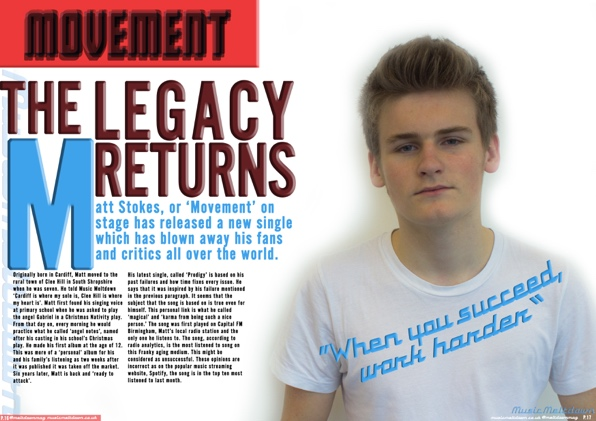 MOVEMENT
THE LEGACY
RETURNS
Matt Stokes, or 'Movement' on
stage has released a new single
which has blown away his fans
and critics all over the world.
Originally born in Cardiff, Matt moved to the
rural town of Clee Hill in South Shropshire
when he was seven. He told Music Meltdown
'Cardiff is where my sole is, Clee Hill is where
my heart is'. Matt first found his singing voice
at primary school when he was asked to play
the angel Gabriel in a Christmas Nativity play.
From that day on, every morning he would
practice what he called 'angel notes', named
after his casting in his school's Christmas
play. He made his first album at the age of 12.
This was more of a 'personal' album for his
and his family's listening as two weeks after
it was published it was taken off the market.
Six years later, Matt is back and 'ready to
attack'.
His latest single, called 'Prodigy' is based on his
past failures and how time fixes every issue. He
says that it was inspired by his failure mentioned
in the previous paragraph. It seems that the
subject that the song is based on is true even for
himself. This personal link is what he called
'magical' and 'karma from being such a nice
person.' The song was first played on Capital FM
Birmingham, Matt's local radio station and the
only one he listens to. The song, according to
radio analytics, is the most listened to song on
this Franky aging medium. This might be
considered as unsuccessful. These opinions are
incorrect as on the popular music streaming
website, Spotify, the song is in the top ten most
listened to last month.
"When you succeed,
work harder"
Music Meltdown
P.17